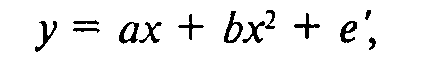 y = ax + bx² + e′,